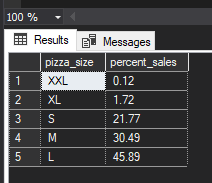 100 %
Results Messages
pizza_size percent_sales
1 XXL 0.12
2 XL 1.72
3 S 21.77
4 M 30.49
5 L 45.89